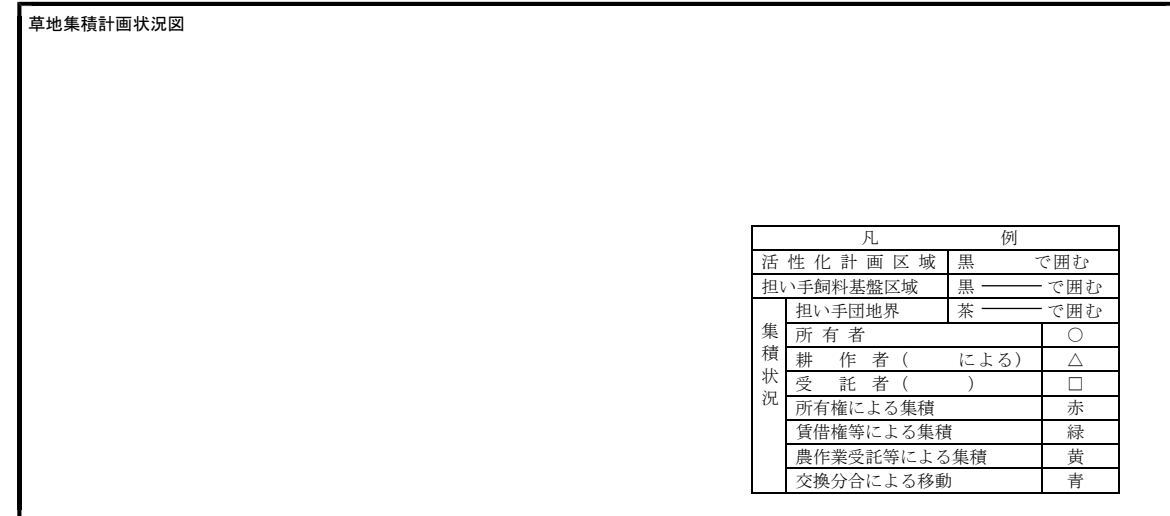 草地集積計画状況図
凡 例
活性化計画区域 黒 で囲む
担い手飼料基盤区域 黒 ――― で囲む
集積状況
担い手団地界 茶 ――― で囲む
所有者 ○
耕作者( による) △
受託者( ) □
所有権による集積 赤
賃借権等による集積 緑
農作業受託等による集積 黄
交換分合による移動 青